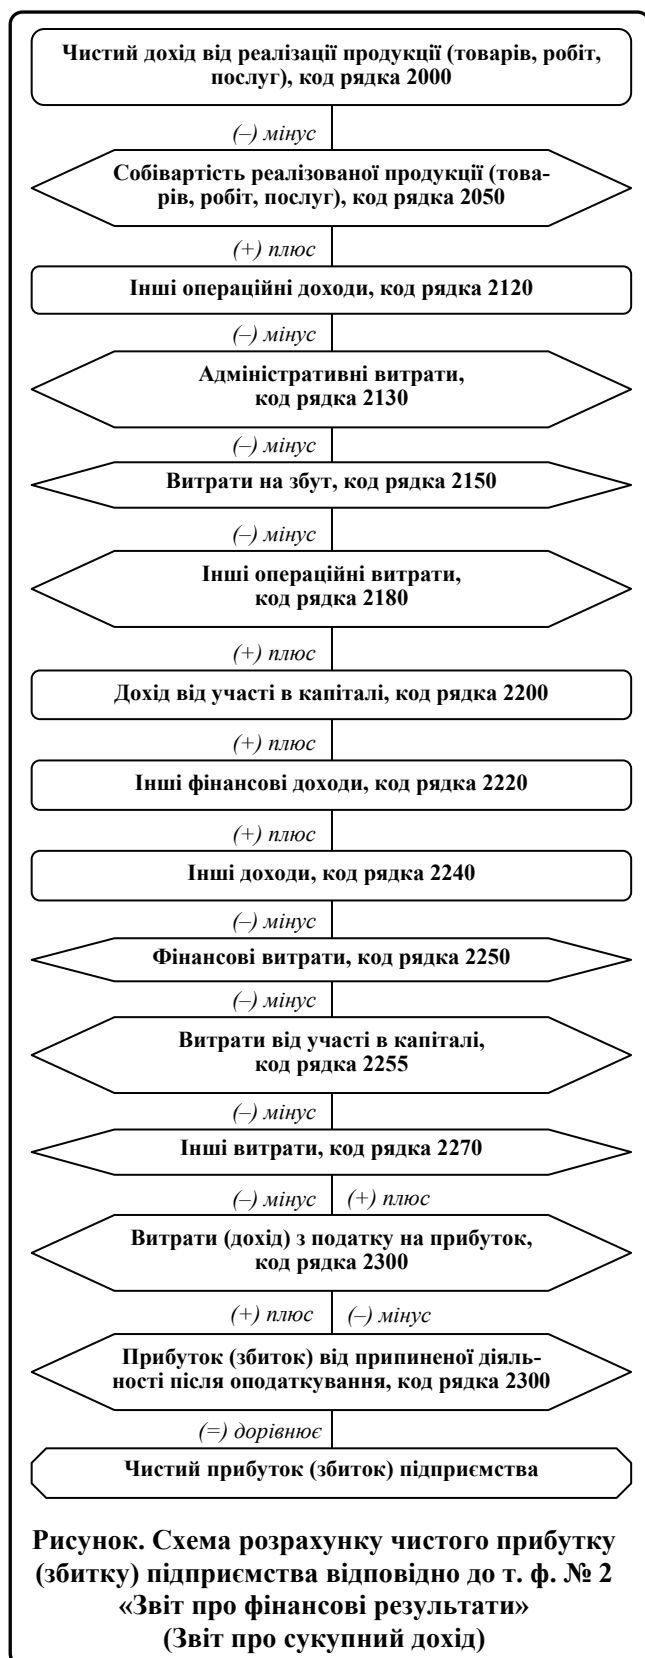 Чистий дохід від реалізації продукції (товарів, робіт,
послуг), код рядка 2000
(–) мінус
Собівартість реалізованої продукції (това-
рів, робіт, послуг), код рядка 2050
(+) плюс
Інші операційні доходи, код рядка 2120
(–) мінус
Адміністративні витрати,
код рядка 2130
(–) мінус
Витрати на збут, код рядка 2150
(–) мінус
Інші операційні витрати,
код рядка 2180
(+) плюс
Дохід від участі в капіталі, код рядка 2200
(+) плюс
Інші фінансові доходи, код рядка 2220
(+) плюс
Інші доходи, код рядка 2240
(–) мінус
Фінансові витрати, код рядка 2250
(–) мінус
Витрати від участі в капіталі,
код рядка 2255
(–) мінус
Інші витрати, код рядка 2270
(–) мінус (+) плюс
Витрати (дохід) з податку на прибуток,
код рядка 2300
(+) плюс (–) мінус
Прибуток (збиток) від припиненої діяль-
ності після оподаткування, код рядка 2300
(=) дорівнює
Чистий прибуток (збиток) підприємства
Рисунок. Схема розрахунку чистого прибутку
(збитку) підприємства відповідно до т. ф. № 2
«Звіт про фінансові результати»
(Звіт про сукупний дохід)